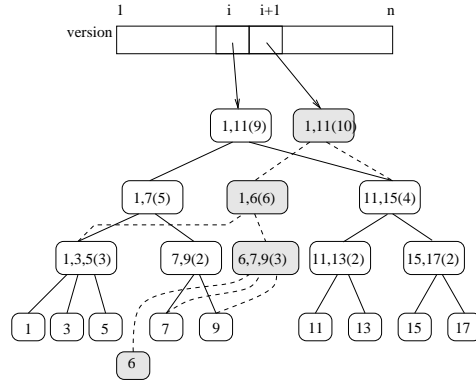 1 i i+1 n
version
1,11(9) 1,11(10)
1,7(5) 1,6(6) 11,15(4)
1,3,5(3) 7,9(2) 6,7,9(3) 11,13(2) 15,17(2)
1 3 5 7 9 11 13 15 17
6